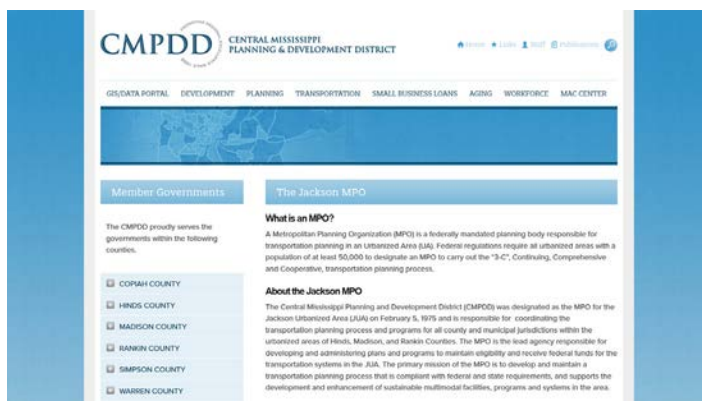 CMPDD
CENTRAL MISSISSIPPI
PLANNING & DEVELOPMENT DISTRICT
Home Links Staff Publications
GIS/DATA PORTAL DEVELOPMENT PLANNING TRANSPORTATION SMALL BUSINESS LOANS AGING WORKFORCE MAC CENTER
Member Governments
The CMPDD proudly serves the
governments within the following
counties.
COPIAH COUNTY
HINDS COUNTY
MADISON COUNTY
RANKIN COUNTY
SIMPSON COUNTY
WARREN COUNTY
The Jackson MPO
What is an MPO?
A Metropolitan Planning Organization (MPO) is a federally mandated planning body responsible for
transportation planning in an Urbanized Area (UA). Federal regulations require all urbanized areas with a
population of at least 50,000 to designate an MPO to carry out the "3-C", Continuing, Comprehensive
and Cooperative, transportation planning process.
About the Jackson MPO
The Central Mississippi Planning and Development District (CMPDD) was designated as the MPO for the
Jackson Urbanized Area (JUA) on February 5, 1975 and is responsible for coordinating the
transportation planning process and programs for all county and municipal jurisdictions within the
urbanized areas of Hinds, Madison, and Rankin Counties. The MPO is the lead agency responsible for
developing and administering plans and programs to maintain eligibility and receive federal funds for the
transportation systems in the JUA. The primary mission of the MPO is to develop and maintain a
transportation planning process that is compliant with federal and state requirements, and supports the
development and enhancement of sustainable multimodal facilities, programs and systems in the area.